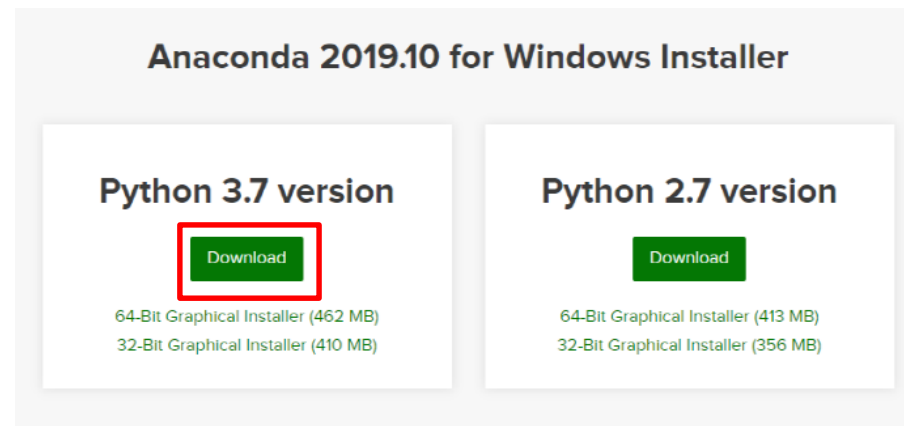 Anaconda 2019.10 for Windows Installer
Python 3.7 version
Download
64-Bit Graphical Installer (462 MB)
32-Bit Graphical Installer (410 MB)
Python 2.7 version
Download
64-Bit Graphical Installer (413 MB)
32-Bit Graphical Installer (356 MB)